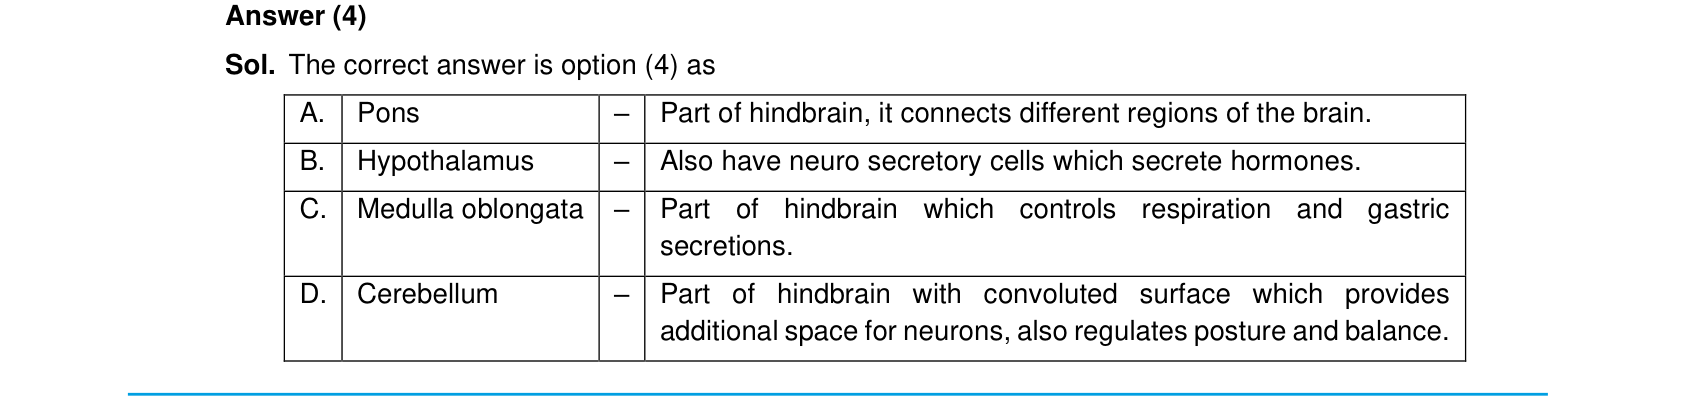 Answer (4)
Sol. The correct answer is option (4) as
A. Pons – Part of hindbrain, it connects different regions of the brain.
B. Hypothalamus – Also have neuro secretory cells which secrete hormones.
C. Medulla oblongata – Part of hindbrain which controls respiration and gastric
secretions.
D. Cerebellum – Part of hindbrain with convoluted surface which provides
additional space for neurons, also regulates posture and balance.